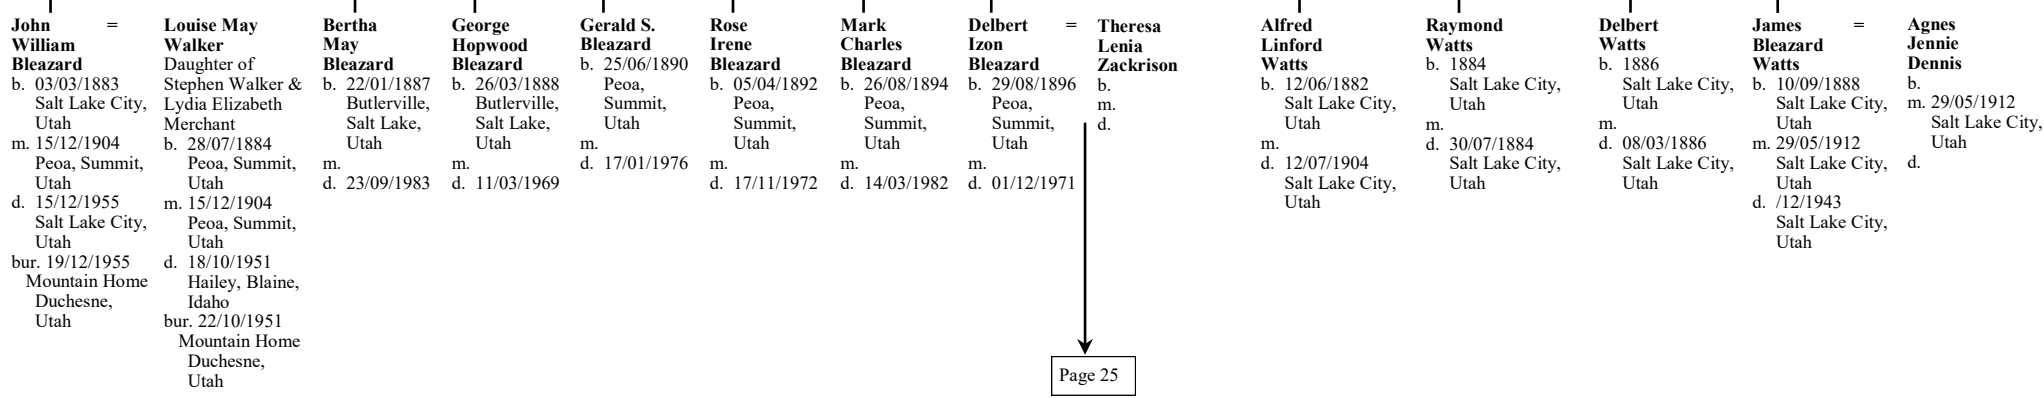 John =
William
Bleazard
b. 03/03/1883
Salt Lake City,
Utah
m. 15/12/1904
Peoa, Summit,
Utah
d. 15/12/1955
Salt Lake City,
Utah
bur. 19/12/1955
Mountain Home
Duchesne,
Utah
Louise May
Walker
Daughter of
Stephen Walker &
Lydia Elizabeth
Merchant
b. 28/07/1884
Peoa, Summit,
Utah
m. 15/12/1904
Peoa, Summit,
Utah
d. 18/10/1951
Hailey, Blaine,
Idaho
bur. 22/10/1951
Mountain Home
Duchesne,
Utah
Bertha
May
Bleazard
b. 22/01/1887
Butlerville,
Salt Lake,
Utah
m.
d. 23/09/1983
George
Hopwood
Bleazard
b. 26/03/1888
Butlerville,
Salt Lake,
Utah
m.
d. 11/03/1969
Gerald S.
Bleazard
b. 25/06/1890
Peoa,
Summit,
Utah
m.
d. 17/01/1976
Rose
Irene
Bleazard
b. 05/04/1892
Peoa,
Summit,
Utah
m.
d. 17/11/1972
Mark
Charles
Bleazard
b. 26/08/1894
Peoa,
Summit,
Utah
m.
d. 14/03/1982
Delbert =
Izon
Bleazard
b. 29/08/1896
Peoa,
Summit,
Utah
m.
d. 01/12/1971
Theresa
Lenia
Zackrison
b.
m.
d.
Page 25
Alfred
Linford
Watts
b. 12/06/1882
Salt Lake City,
Utah
m.
d. 12/07/1904
Salt Lake City,
Utah
Raymond
Watts
b. 1884
Salt Lake City,
Utah
m.
d. 30/07/1884
Salt Lake City,
Utah
Delbert
Watts
b. 1886
Salt Lake City,
Utah
m.
d. 08/03/1886
Salt Lake City,
Utah
James =
Bleazard
Watts
b. 10/09/1888
Salt Lake City,
Utah
m. 29/05/1912
Salt Lake City,
Utah
d. /12/1943
Salt Lake City,
Utah
Agnes
Jennie
Dennis
b.
m. 29/05/1912
Salt Lake City,
Utah
d.